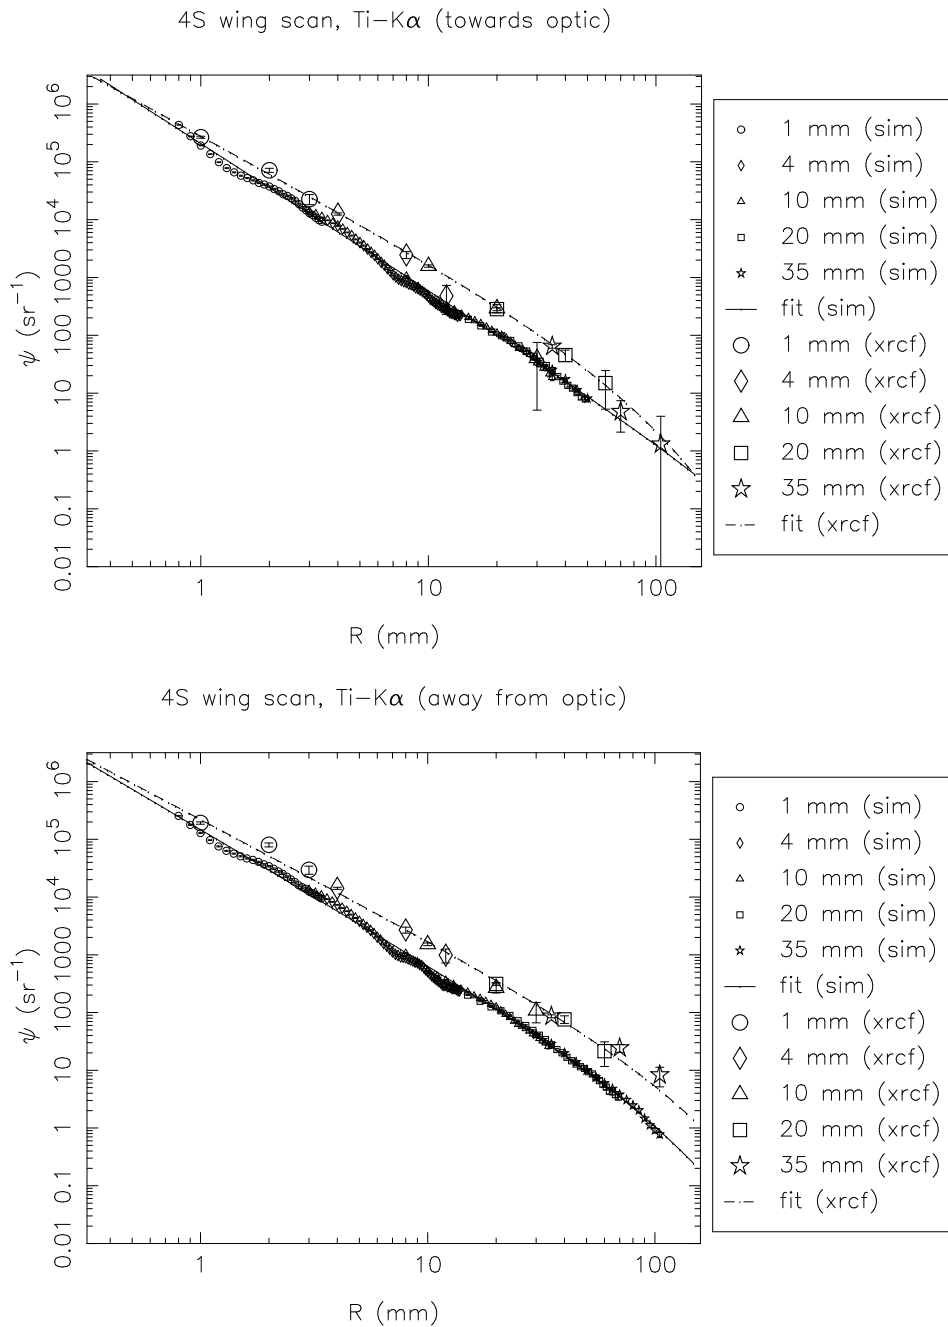 4S wing scan, Ti−Kα (towards optic)
10⁶
10⁵
10⁴
1000
100
10
1
0.1
0.01
ψ (sr⁻¹)
1 10 100
R (mm)
1 mm (sim)
4 mm (sim)
10 mm (sim)
20 mm (sim)
35 mm (sim)
fit (sim)
1 mm (xrcf)
4 mm (xrcf)
10 mm (xrcf)
20 mm (xrcf)
35 mm (xrcf)
fit (xrcf)
4S wing scan, Ti−Kα (away from optic)
10⁶
10⁵
10⁴
1000
100
10
1
0.1
0.01
ψ (sr⁻¹)
1 10 100
R (mm)
1 mm (sim)
4 mm (sim)
10 mm (sim)
20 mm (sim)
35 mm (sim)
fit (sim)
1 mm (xrcf)
4 mm (xrcf)
10 mm (xrcf)
20 mm (xrcf)
35 mm (xrcf)
fit (xrcf)